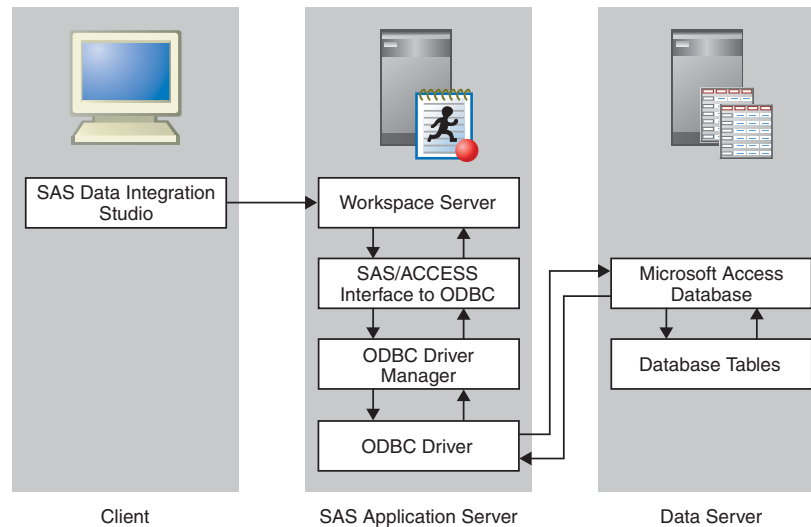 SAS Data Integration
Studio
Workspace Server
SAS/ACCESS
Interface to ODBC
ODBC Driver
Manager
ODBC Driver
Microsoft Access
Database
Database Tables
Client
SAS Application Server
Data Server